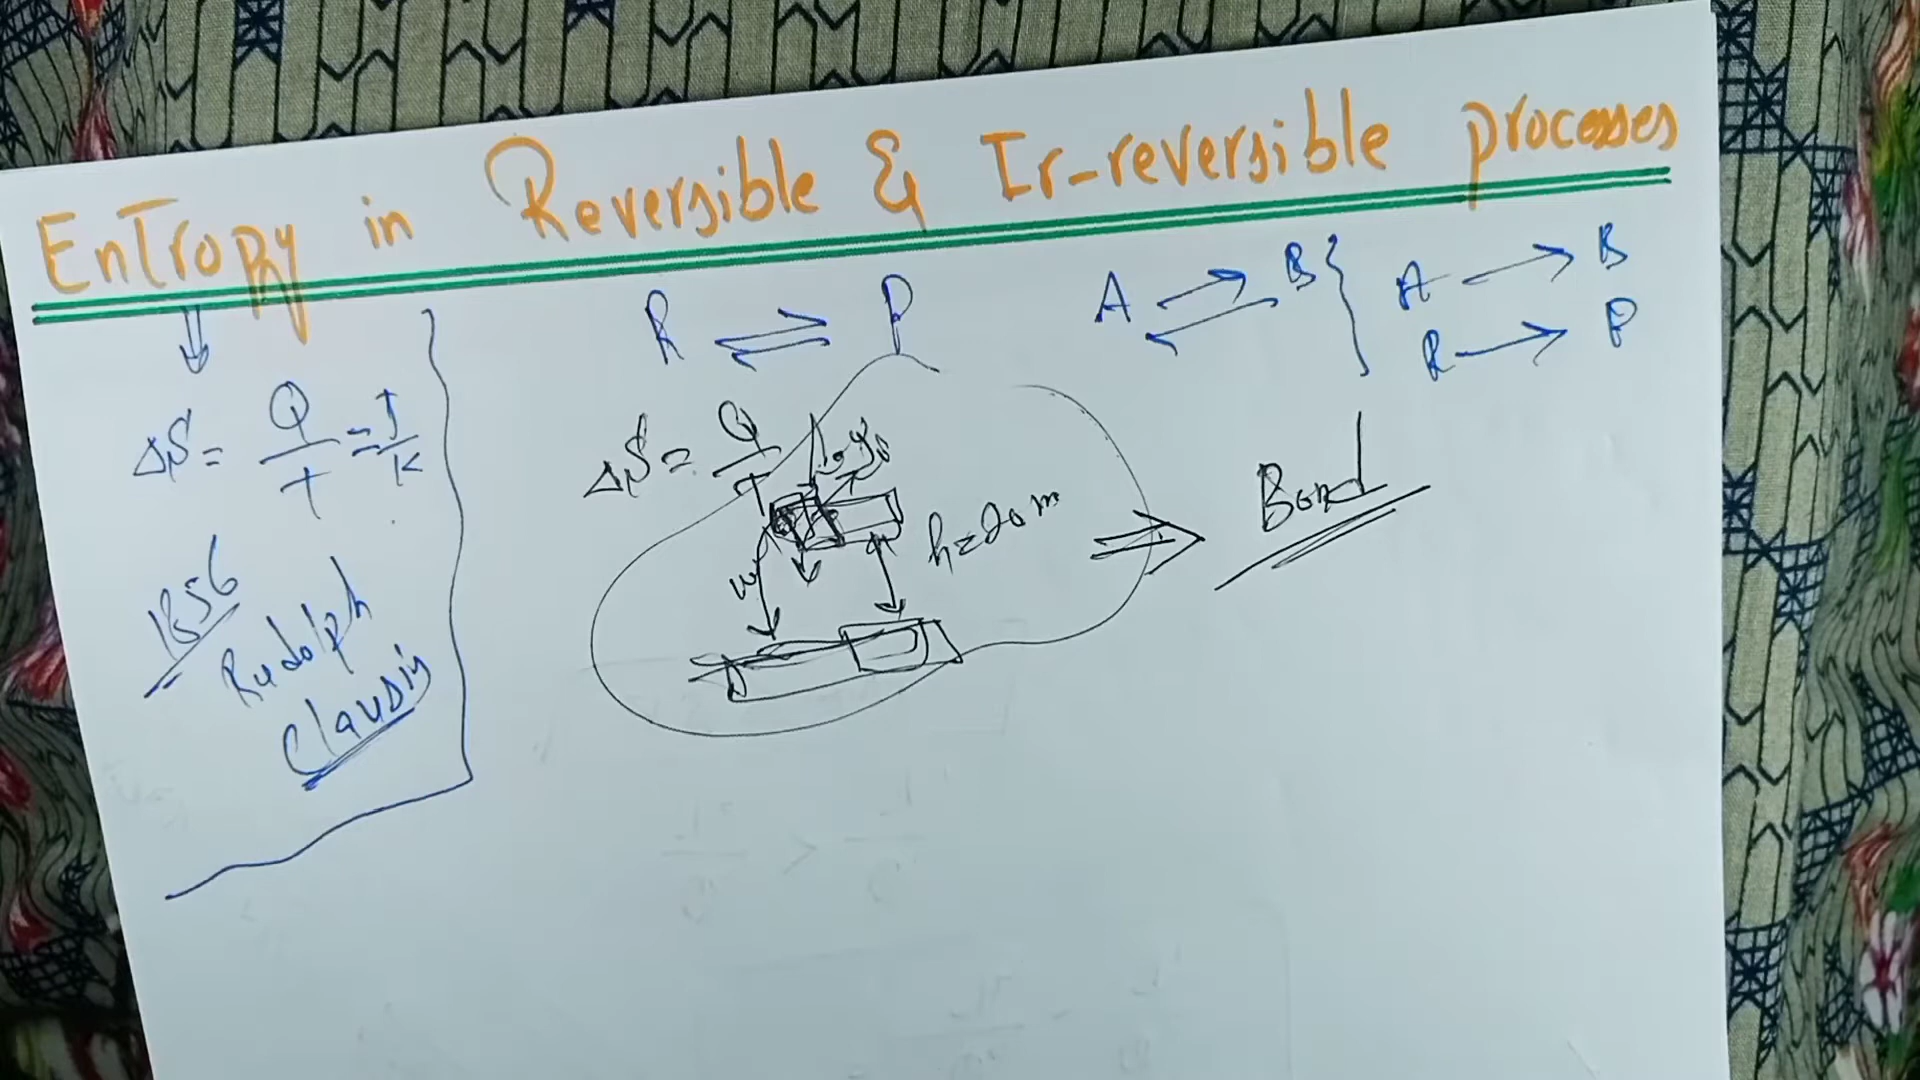 EnTropy in Reversible & Ir-reversible processes
R ⇌ P
A ⇌ B } A → B
R → P
ΔS = Q/T = J/K
1856
Rudolph
Clausis
ΔS = Q/T
h=20 m
w
Bond